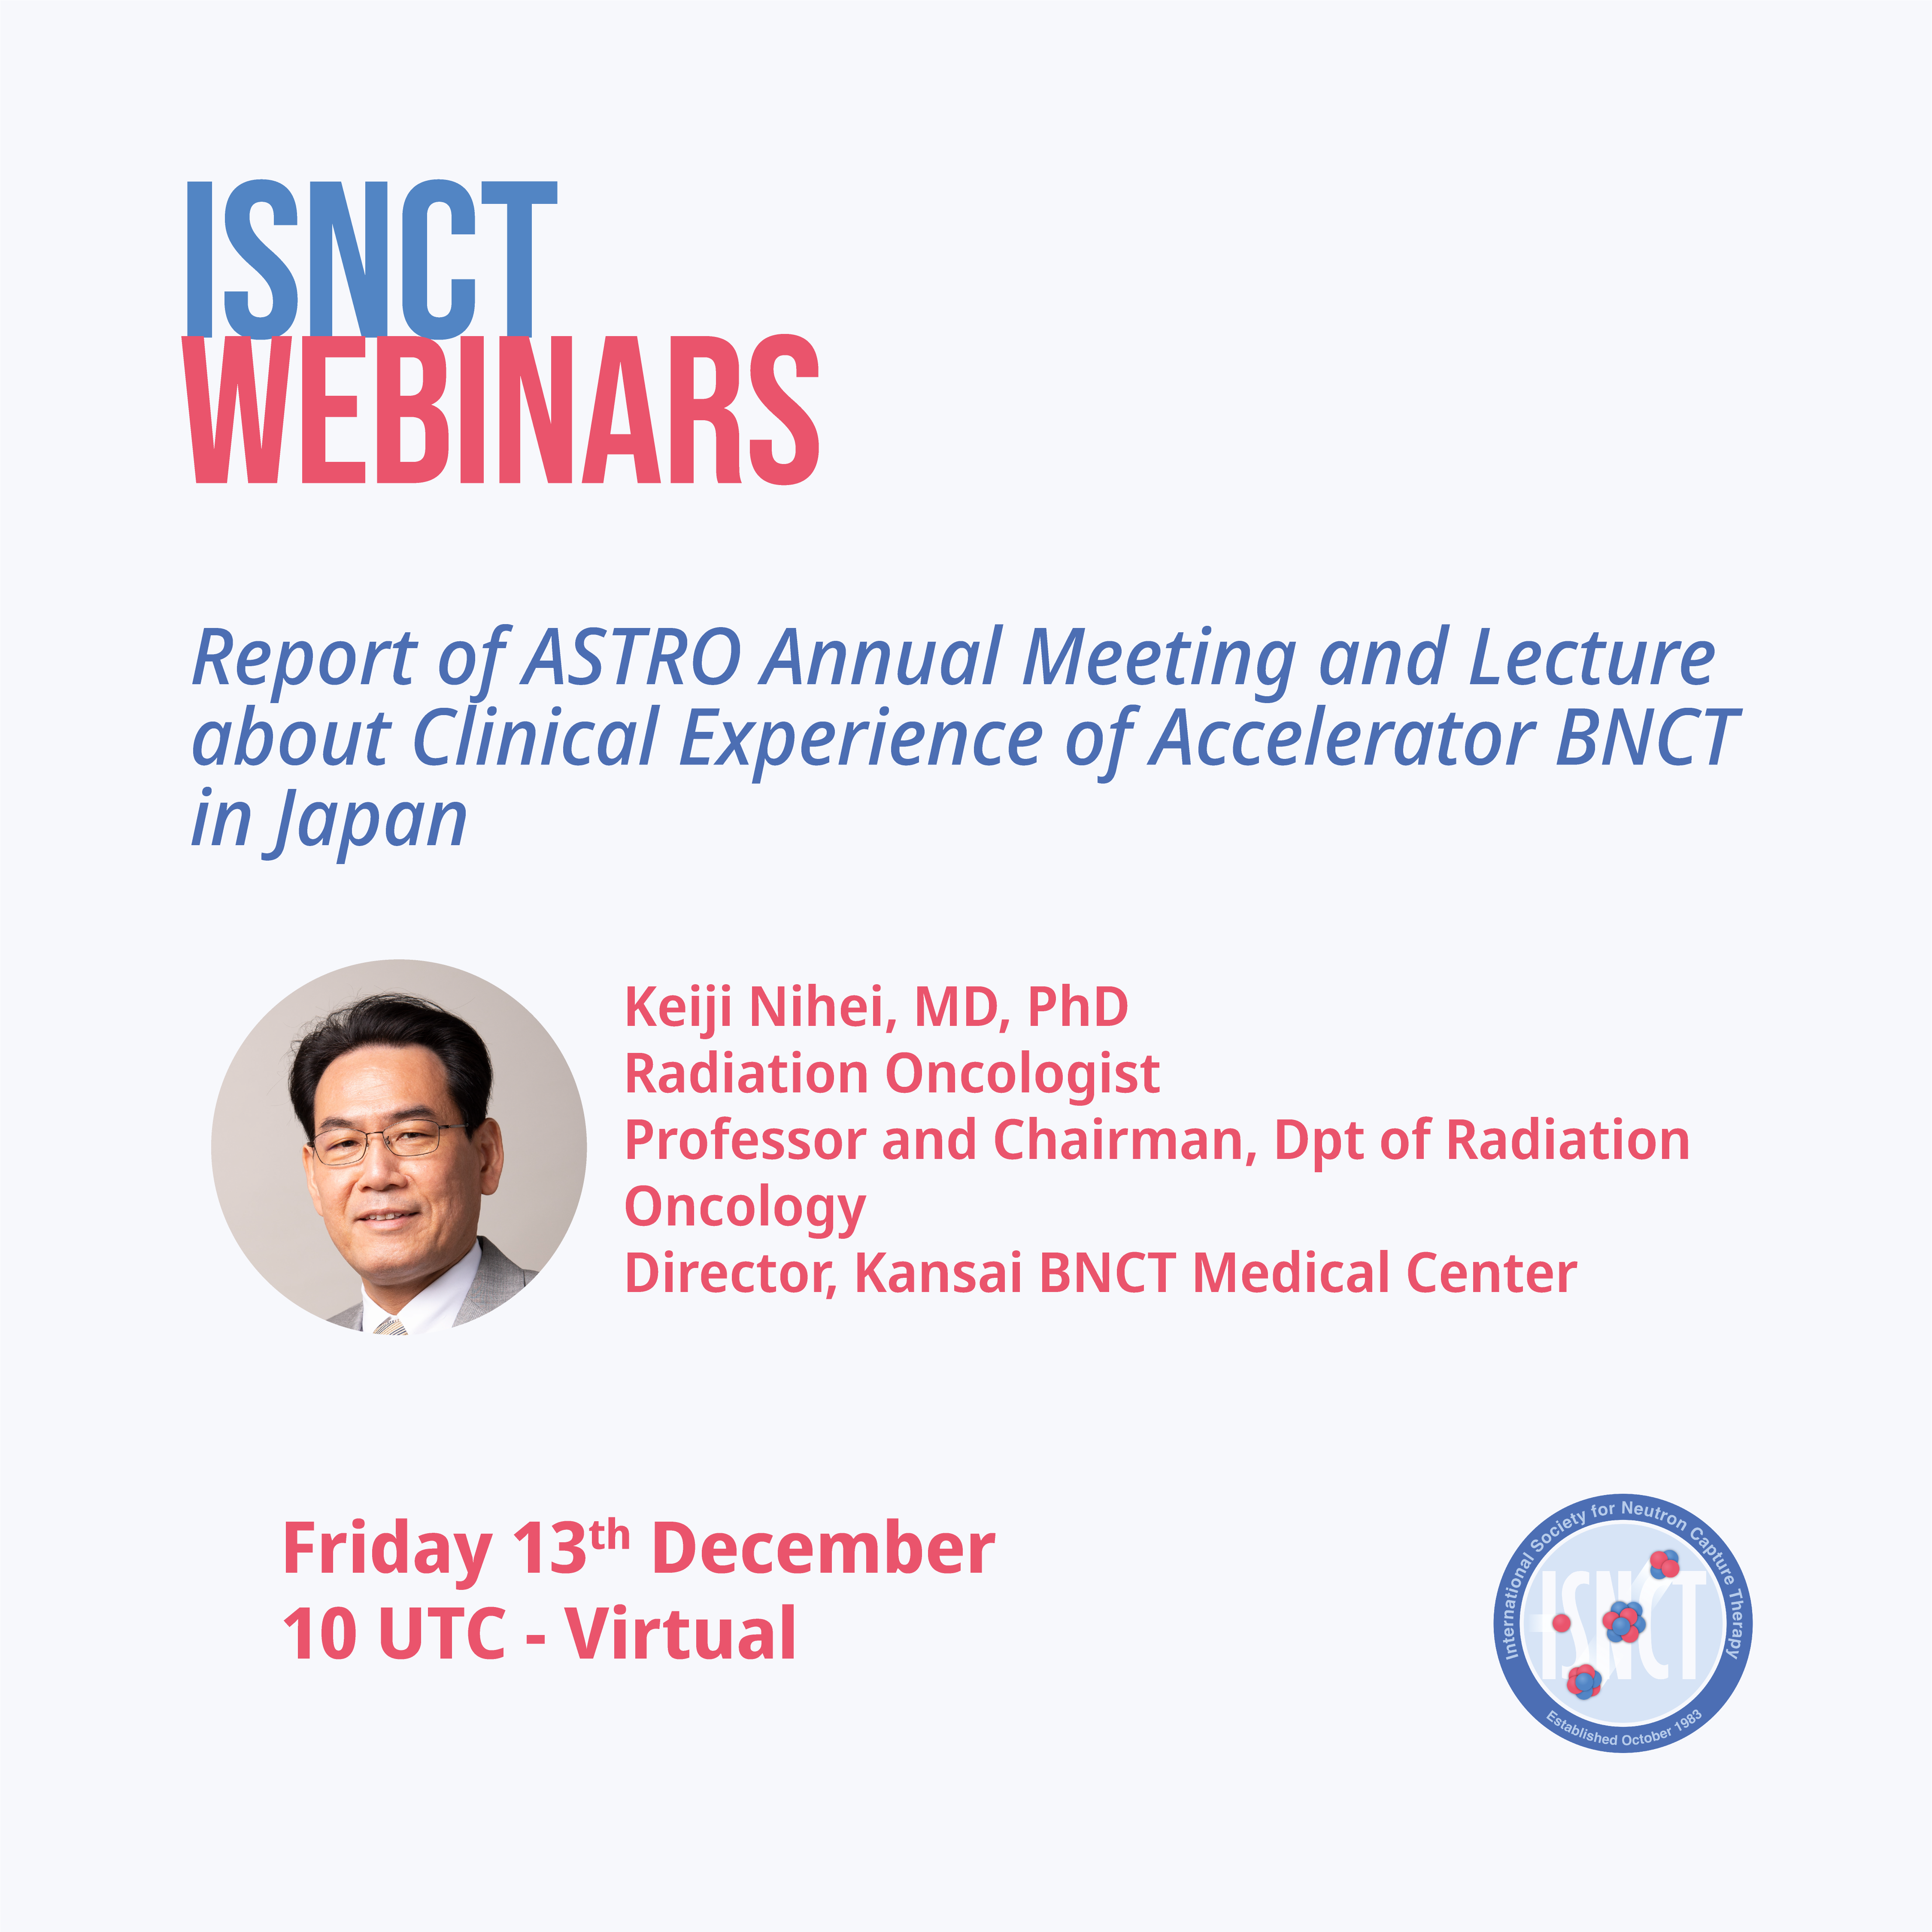 ISNCT
WEBINARS
Report of ASTRO Annual Meeting and Lecture
about Clinical Experience of Accelerator BNCT
in Japan
Keiji Nihei, MD, PhD
Radiation Oncologist
Professor and Chairman, Dpt of Radiation
Oncology
Director, Kansai BNCT Medical Center
Friday 13th December
10 UTC - Virtual
International Society for Neutron Capture Therapy
ISNCT
Established October 1983